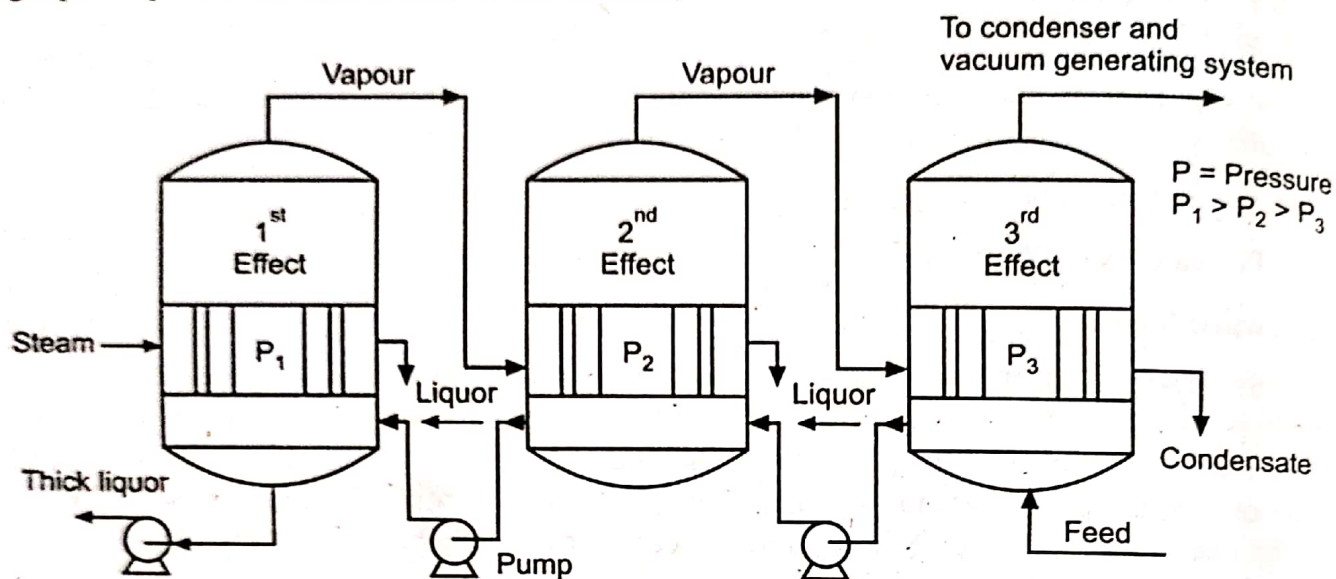 To condenser and
vacuum generating system
Vapour
Vapour
P = Pressure
P₁ > P₂ > P₃
1st
Effect
2nd
Effect
3rd
Effect
Steam
P₁
P₂
P₃
Liquor
Liquor
Condensate
Thick liquor
Pump
Feed